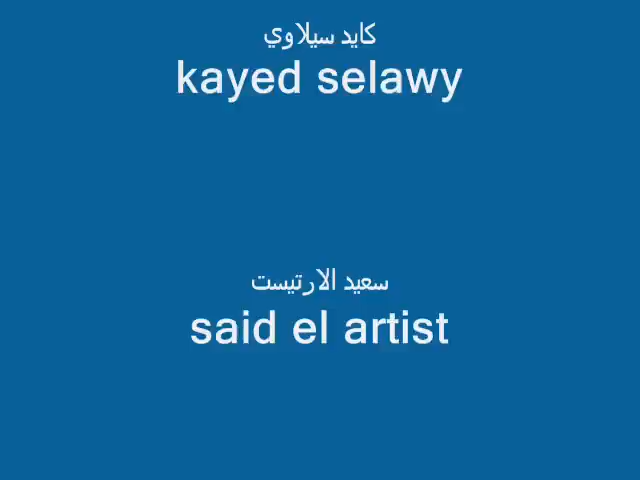 كايد سيلاوي
kayed selawy
سعيد الارتيست
said el artist